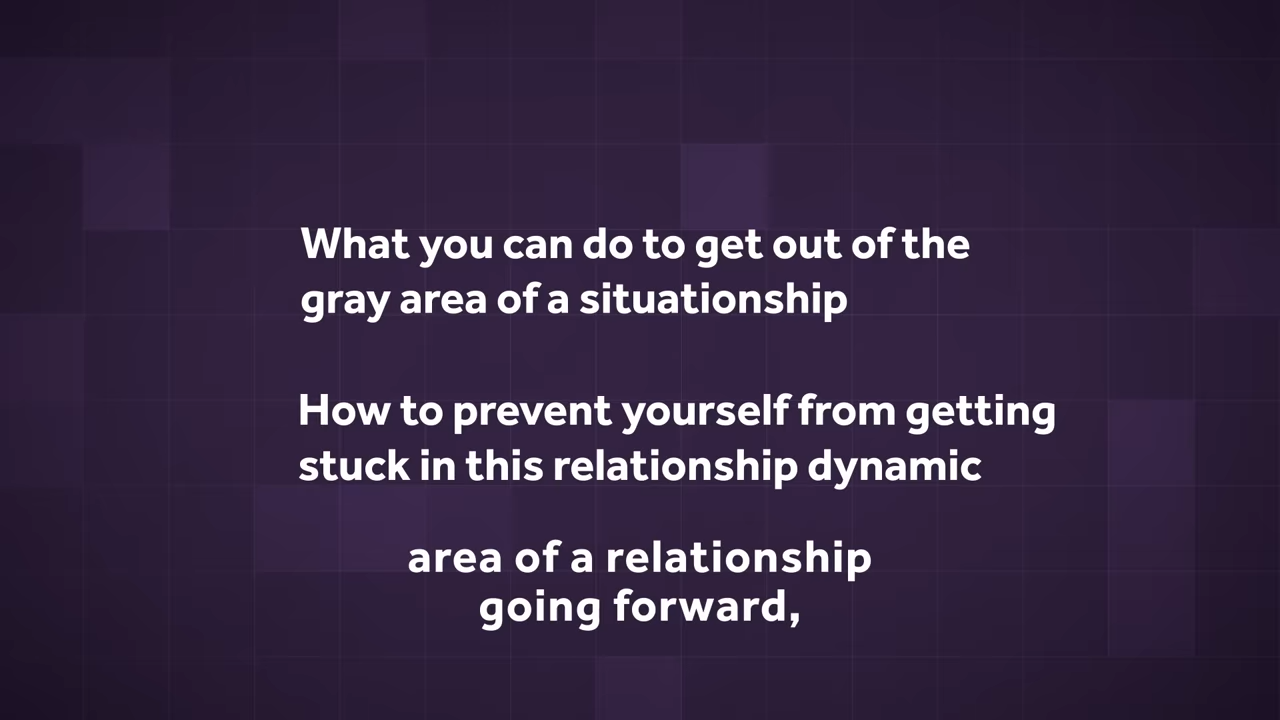 What you can do to get out of the
gray area of a situationship
How to prevent yourself from getting
stuck in this relationship dynamic
area of a relationship
going forward,